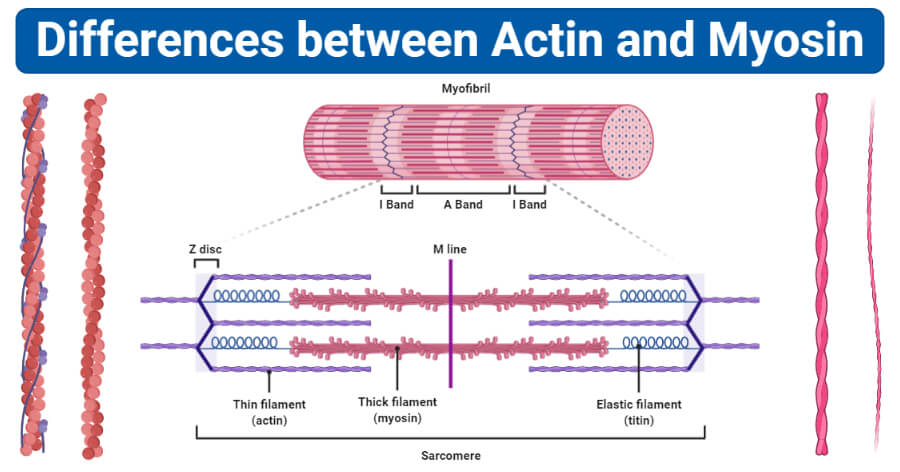 Differences between Actin and Myosin
Myofibril
I Band
A Band
I Band
Z disc
M line
Thin filament
(actin)
Thick filament
(myosin)
Elastic filament
(titin)
Sarcomere